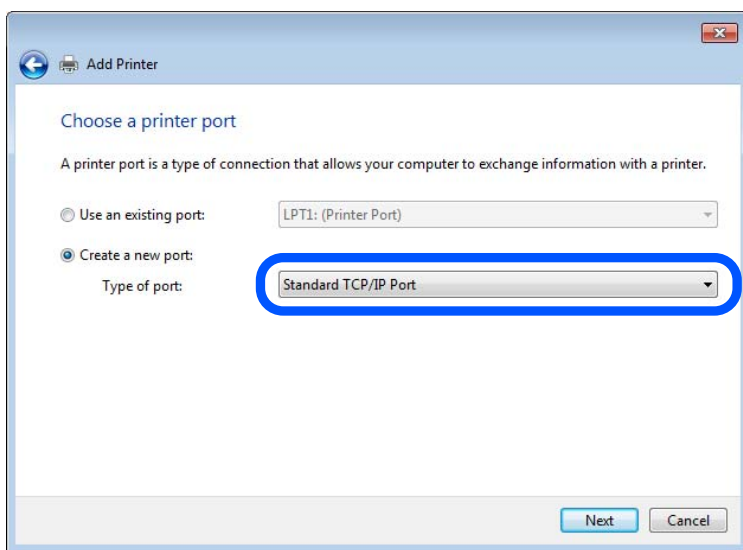 Add Printer
Choose a printer port
A printer port is a type of connection that allows your computer to exchange information with a printer.
Use an existing port: LPT1: (Printer Port)
Create a new port:
Type of port: Standard TCP/IP Port
Next Cancel